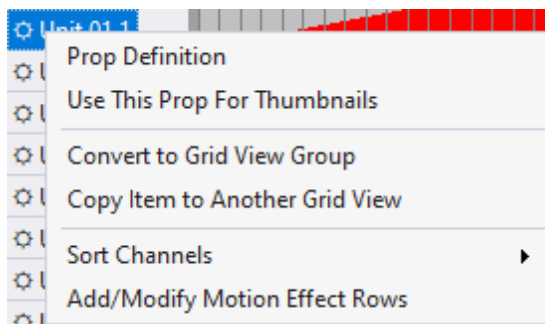 Unit 01.1
Prop Definition
Use This Prop For Thumbnails
Convert to Grid View Group
Copy Item to Another Grid View
Sort Channels
Add/Modify Motion Effect Rows